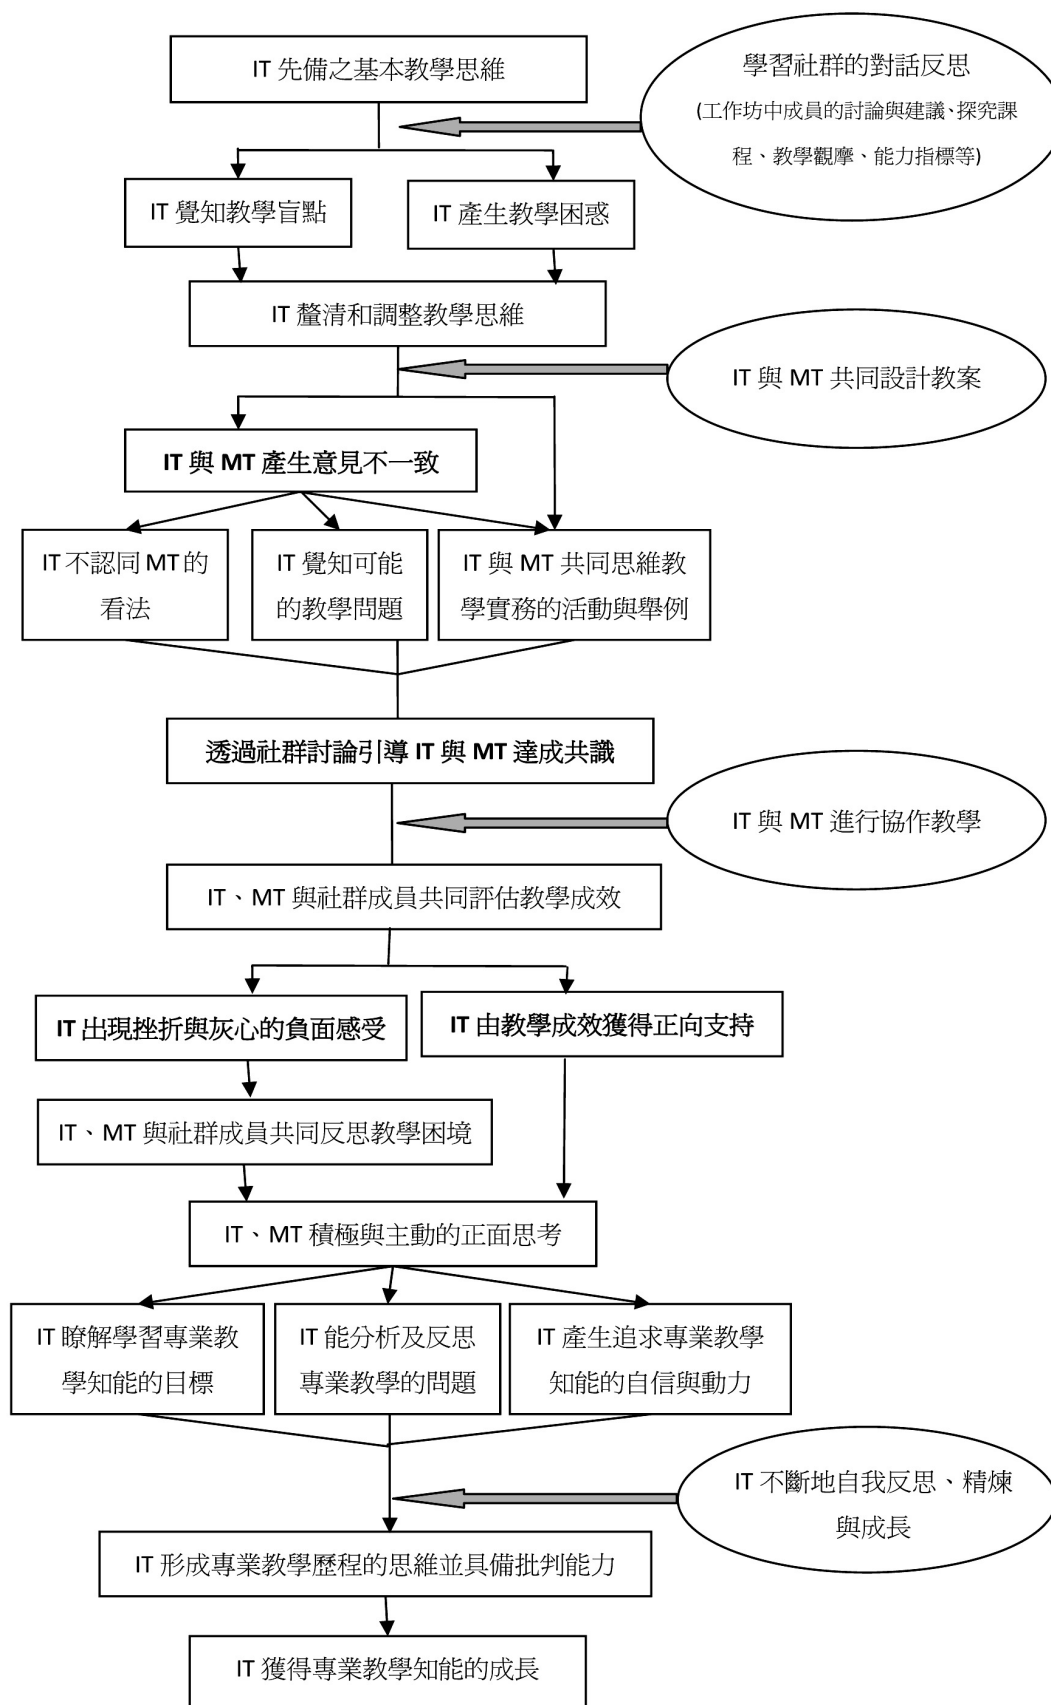 IT 先備之基本教學思維
學習社群的對話反思
(工作坊中成員的討論與建議、探究課
程、教學觀摩、能力指標等)
IT 覺知教學盲點
IT 產生教學困惑
IT 釐清和調整教學思維
IT 與 MT 共同設計教案
IT 與 MT 產生意見不一致
IT 不認同 MT 的
看法
IT 覺知可能
的教學問題
IT 與 MT 共同思維教
學實務的活動與舉例
透過社群討論引導 IT 與 MT 達成共識
IT 與 MT 進行協作教學
IT、MT 與社群成員共同評估教學成效
IT 出現挫折與灰心的負面感受
IT 由教學成效獲得正向支持
IT、MT 與社群成員共同反思教學困境
IT、MT 積極與主動的正面思考
IT 瞭解學習專業教
學知能的目標
IT 能分析及反思
專業教學的問題
IT 產生追求專業教學
知能的自信與動力
IT 不斷地自我反思、精煉
與成長
IT 形成專業教學歷程的思維並具備批判能力
IT 獲得專業教學知能的成長